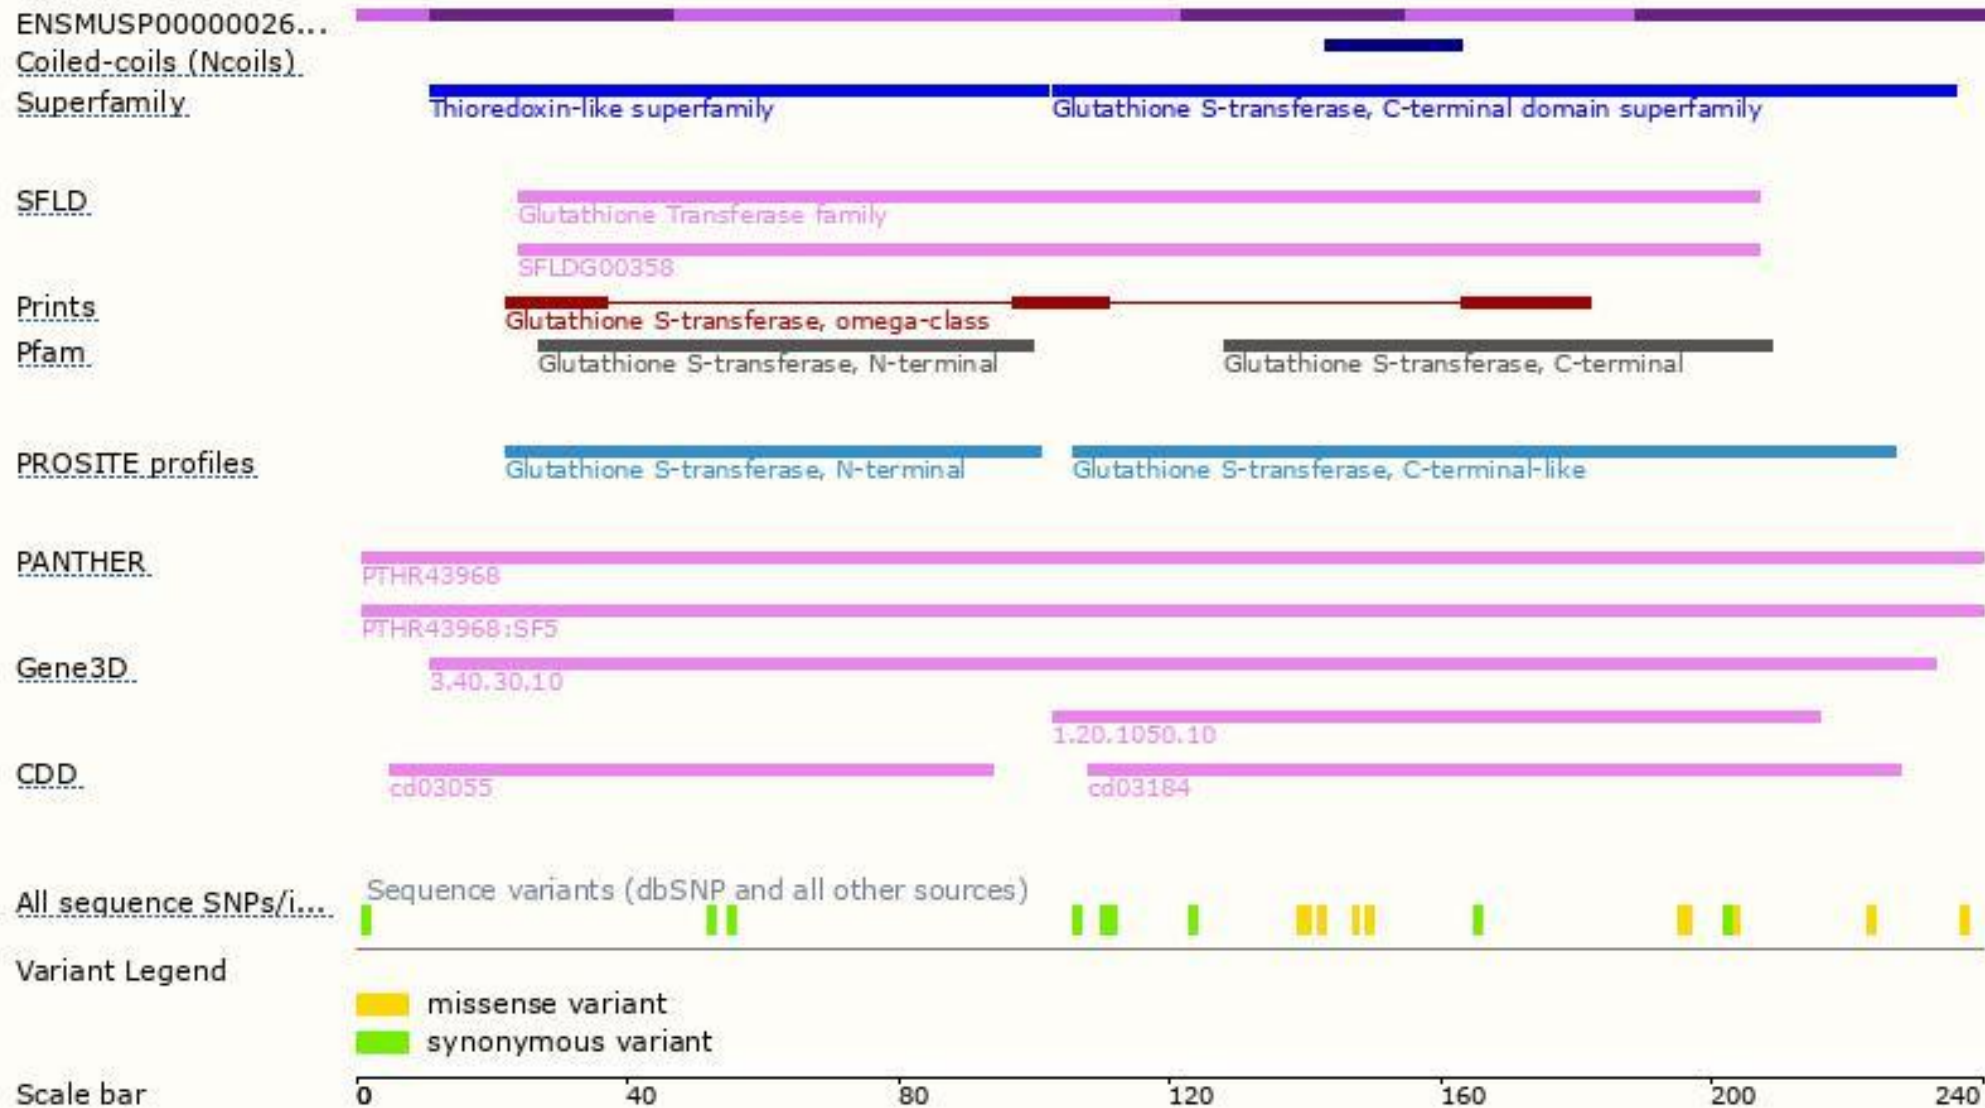 ENSMUSP00000026...
Coiled-coils (Ncoils)
Superfamily
Thioredoxin-like superfamily
Glutathione S-transferase, C-terminal domain superfamily
SFLD
Glutathione Transferase family
SFLDG00358
Prints
Glutathione S-transferase, omega-class
Pfam
Glutathione S-transferase, N-terminal
Glutathione S-transferase, C-terminal
PROSITE profiles
Glutathione S-transferase, N-terminal
Glutathione S-transferase, C-terminal-like
PANTHER
PTHR43968
PTHR43968:SF5
Gene3D
3.40.30.10
1.20.1050.10
CDD
cd03055
cd03184
Sequence variants (dbSNP and all other sources)
All sequence SNPs/i...
Variant Legend
missense variant
synonymous variant
Scale bar
0 40 80 120 160 200 240